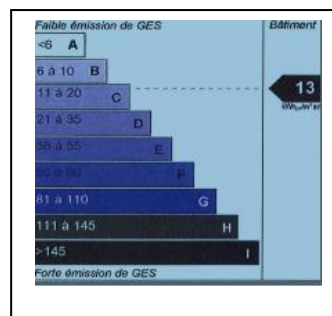 Faible émission de GES
Bâtiment
<6 A
6 à 10 B
11 à 20 C
13
21 à 35 D
36 à 55 E
F
81 à 110 G
111 à 145 H
>145 I
Forte émission de GES